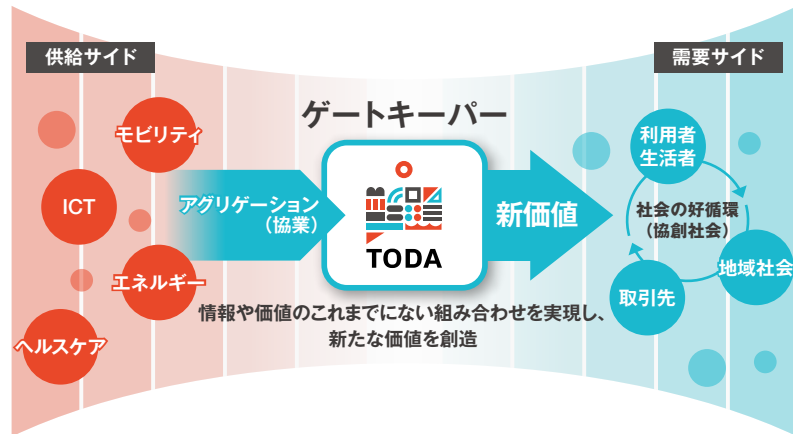 供給サイド
需要サイド
モビリティ
ICT
エネルギー
ヘルスケア
アグリゲーション
（協業）
ゲートキーパー
TODA
新価値
利用者
生活者
社会の好循環
（協創社会）
地域社会
取引先
情報や価値のこれまでにない組み合わせを実現し、
新たな価値を創造